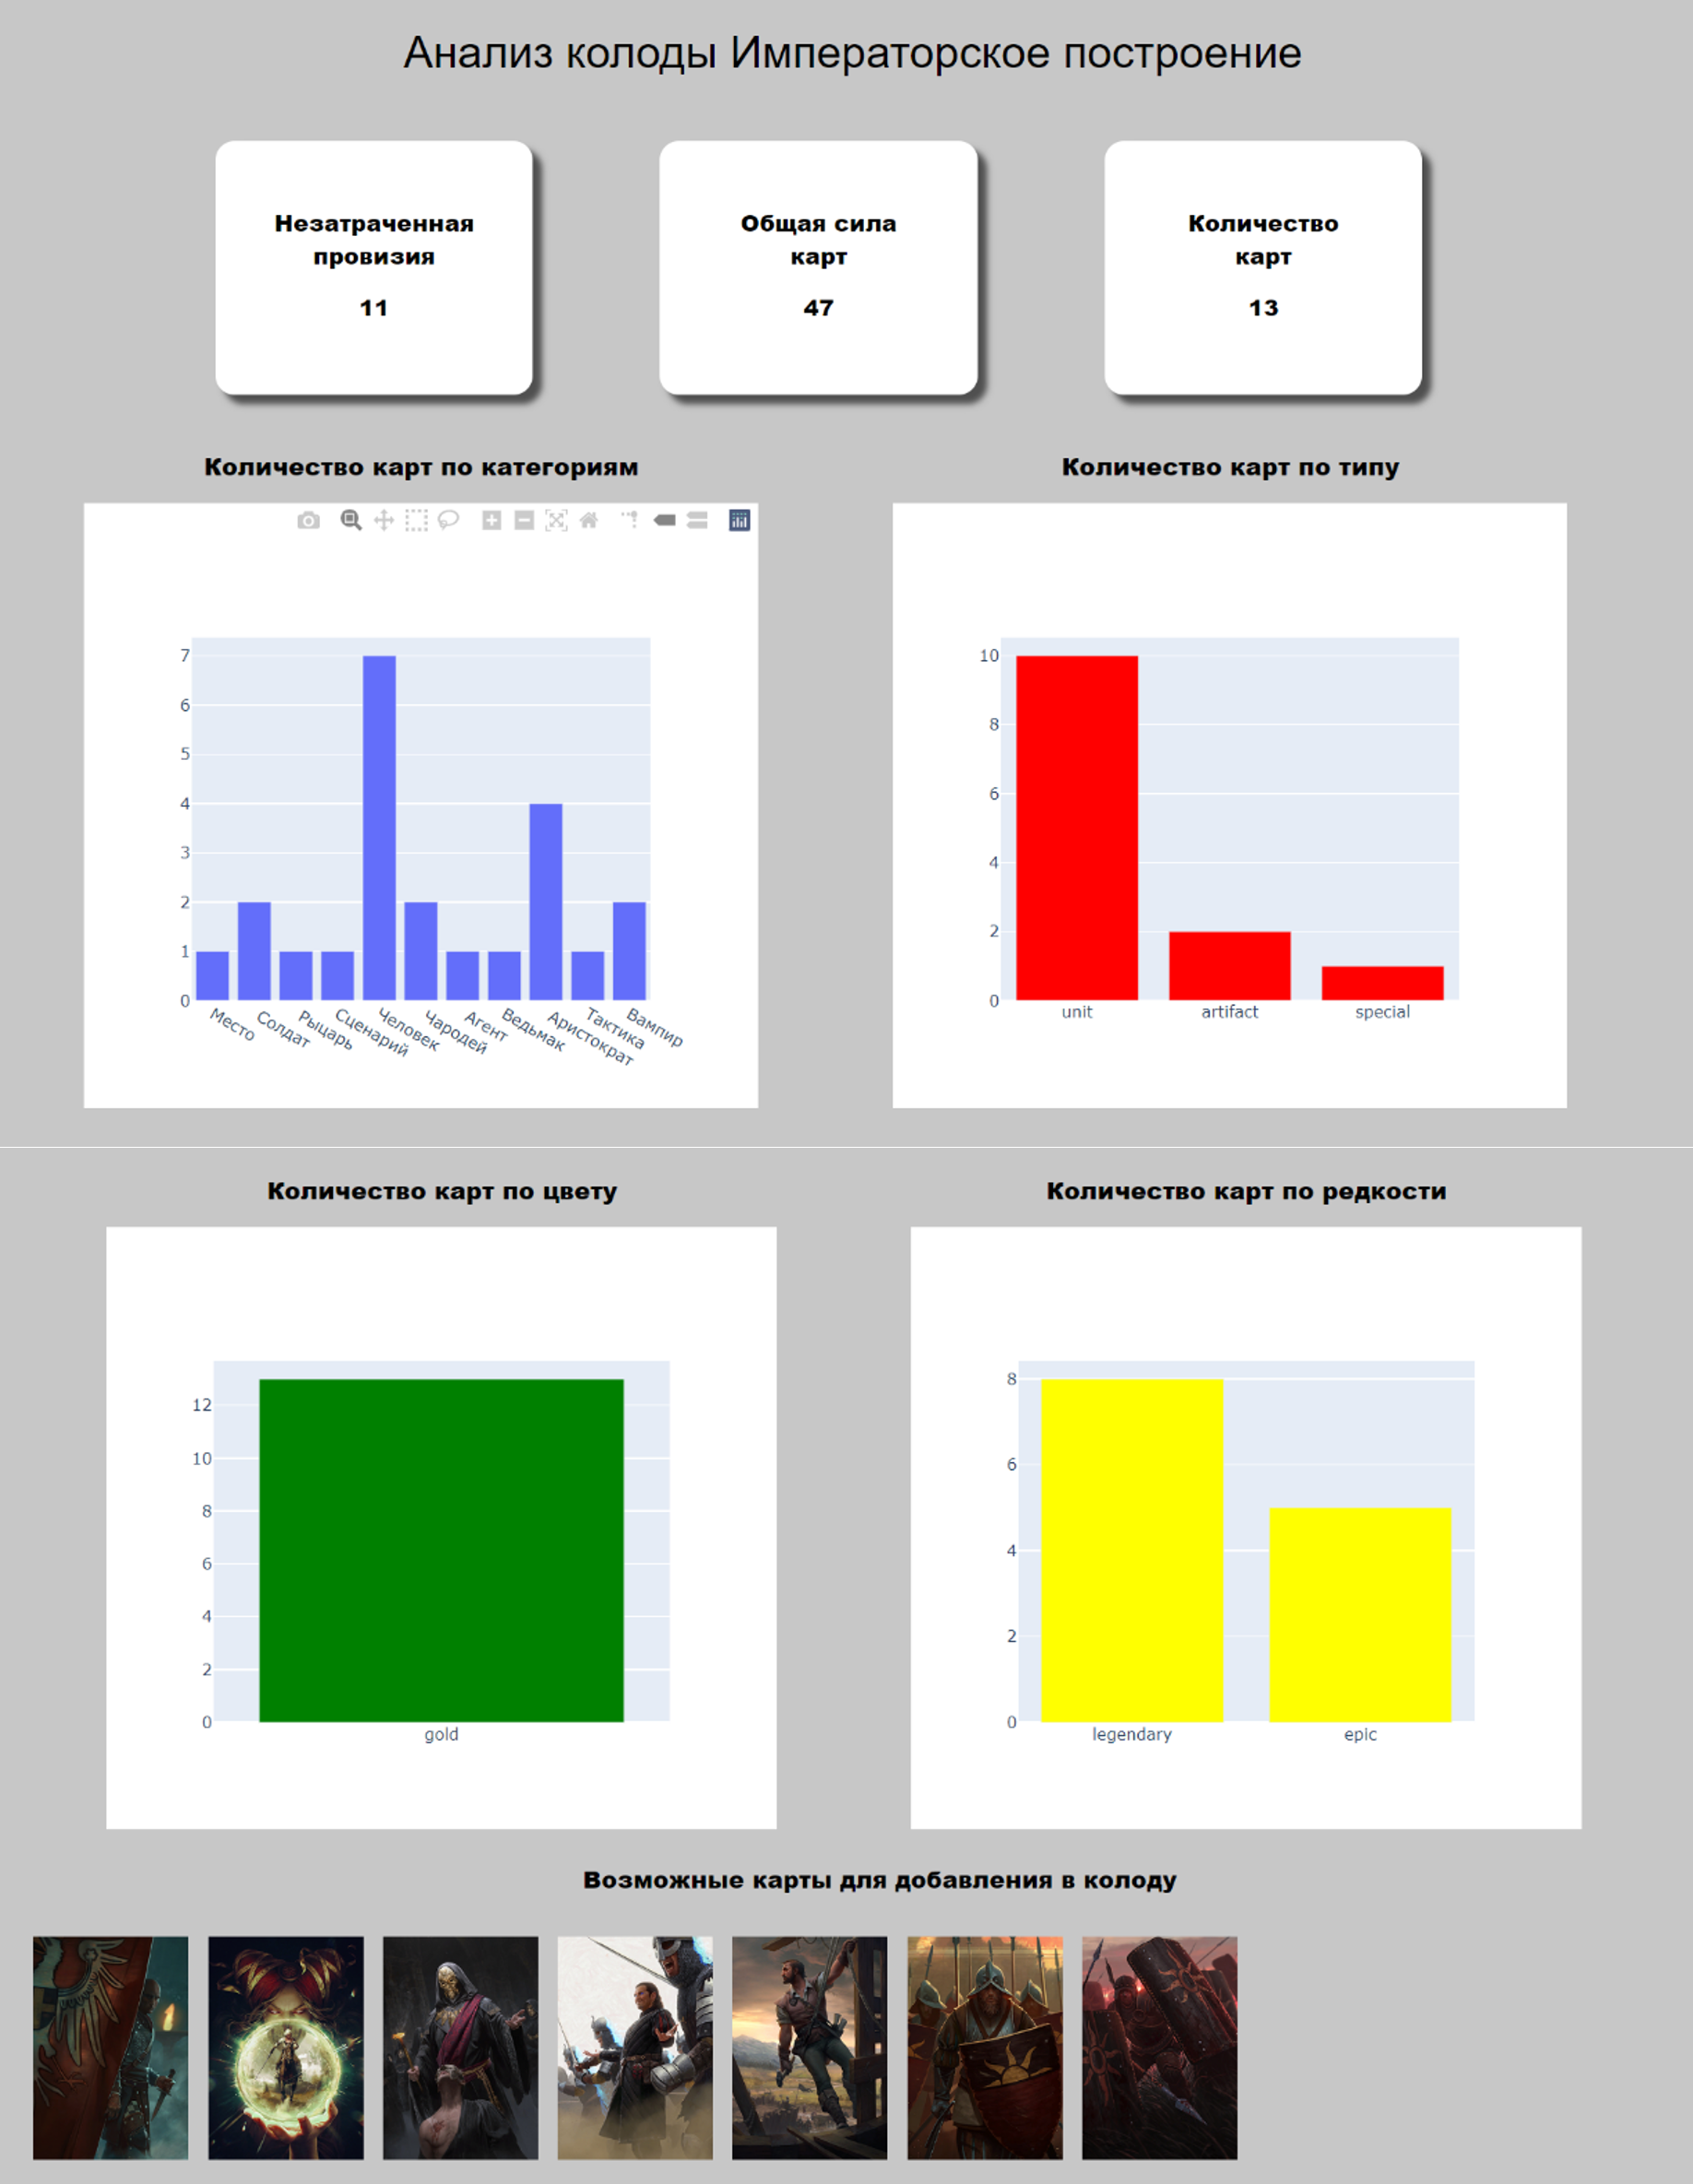 Анализ колоды Императорское построение
Незатраченная
провизия
11
Общая сила
карт
47
Количество
карт
13
Количество карт по категориям
7
6
5
4
3
2
1
0
Место
Солдат
Рыцарь
Сценарий
Человек
Чародей
Агент
Ведьмак
Аристократ
Тактика
Вампир
Количество карт по типу
10
8
6
4
2
0
unit
artifact
special
Количество карт по цвету
12
10
8
6
4
2
0
gold
Количество карт по редкости
8
6
4
2
0
legendary
epic
Возможные карты для добавления в колоду